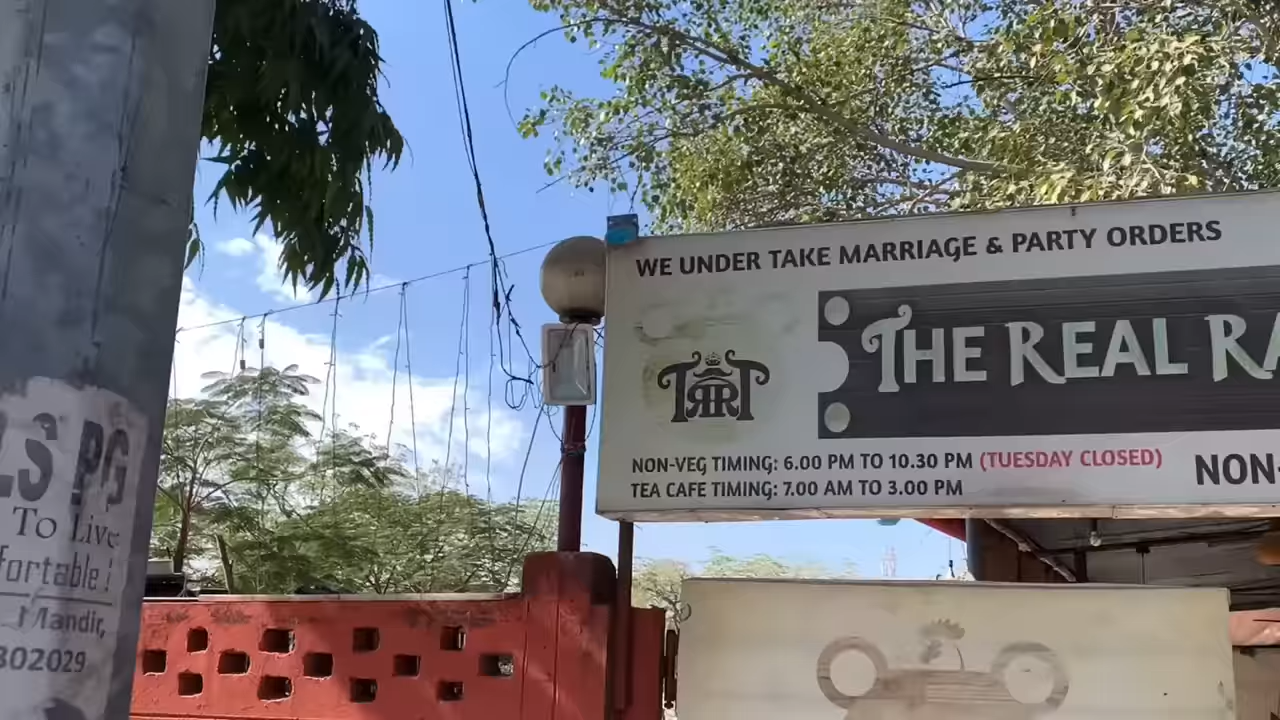 WE UNDER TAKE MARRIAGE & PARTY ORDERS
THE REAL RA
TRRT
NON-VEG TIMING: 6.00 PM TO 10.30 PM (TUESDAY CLOSED)
TEA CAFE TIMING: 7.00 AM TO 3.00 PM
NON-
LS PG
To Live
fortable!
Mandir,
302029